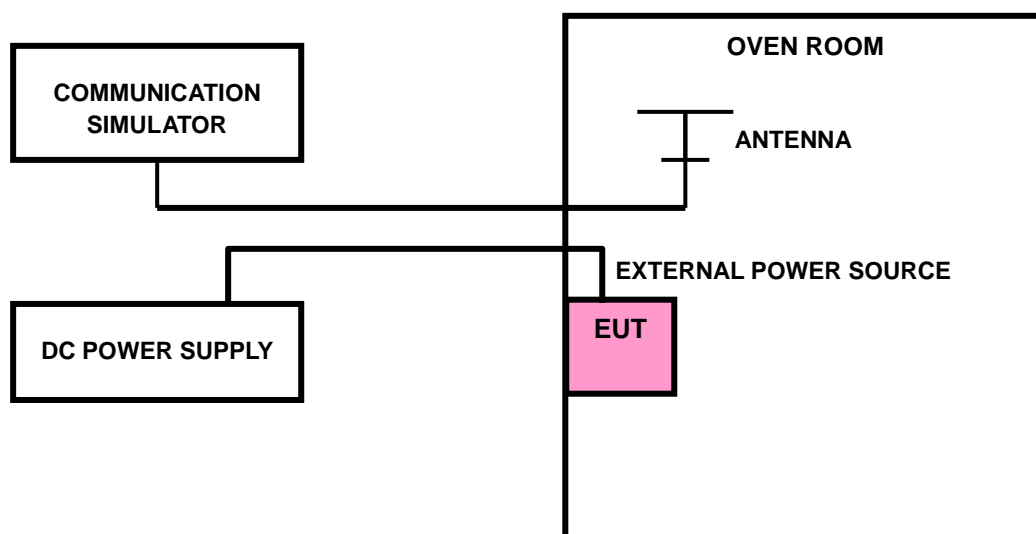 OVEN ROOM
COMMUNICATION
SIMULATOR
ANTENNA
EXTERNAL POWER SOURCE
EUT
DC POWER SUPPLY